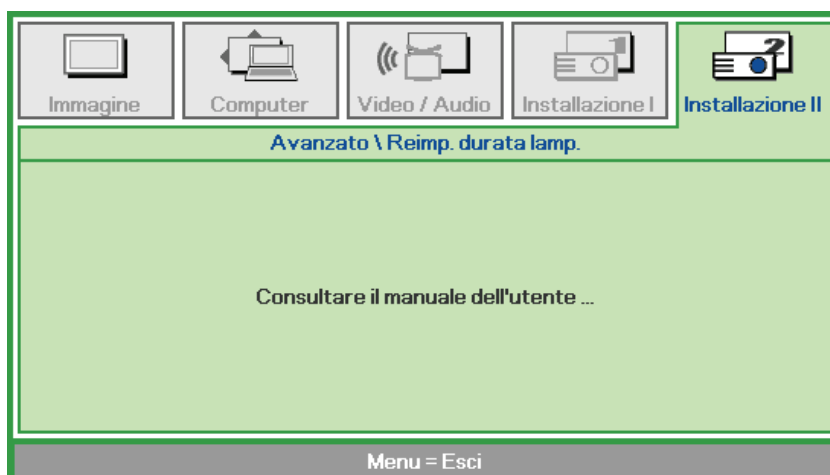 Immagine
Computer
Video / Audio
Installazione I
Installazione II
Avanzato \ Reimp. durata lamp.
Consultare il manuale dell'utente ...
Menu = Esci